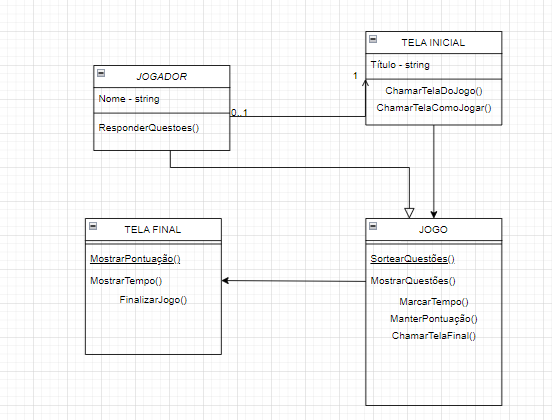 TELA INICIAL
Título - string
ChamarTelaDoJogo()
ChamarTelaComoJogar()
JOGADOR
Nome - string
ResponderQuestoes()
1
0..1
TELA FINAL
MostrarPontuação()
MostrarTempo()
FinalizarJogo()
JOGO
SortearQuestões()
MostrarQuestões()
MarcarTempo()
ManterPontuação()
ChamarTelaFinal()